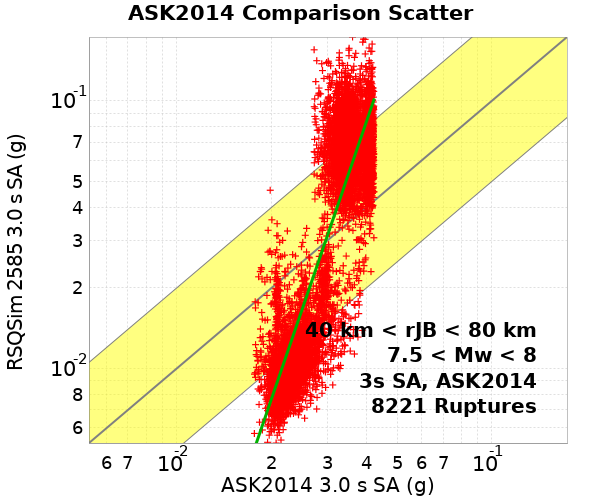 ASK2014 Comparison Scatter
RSQSim 2585 3.0 s SA (g)
10-1
7
5
4
3
2
10-2
8
6
40 km < rJB < 80 km
7.5 < Mw < 8
3s SA, ASK2014
8221 Ruptures
6 7 10-2 2 3 4 5 6 7 10-1
ASK2014 3.0 s SA (g)